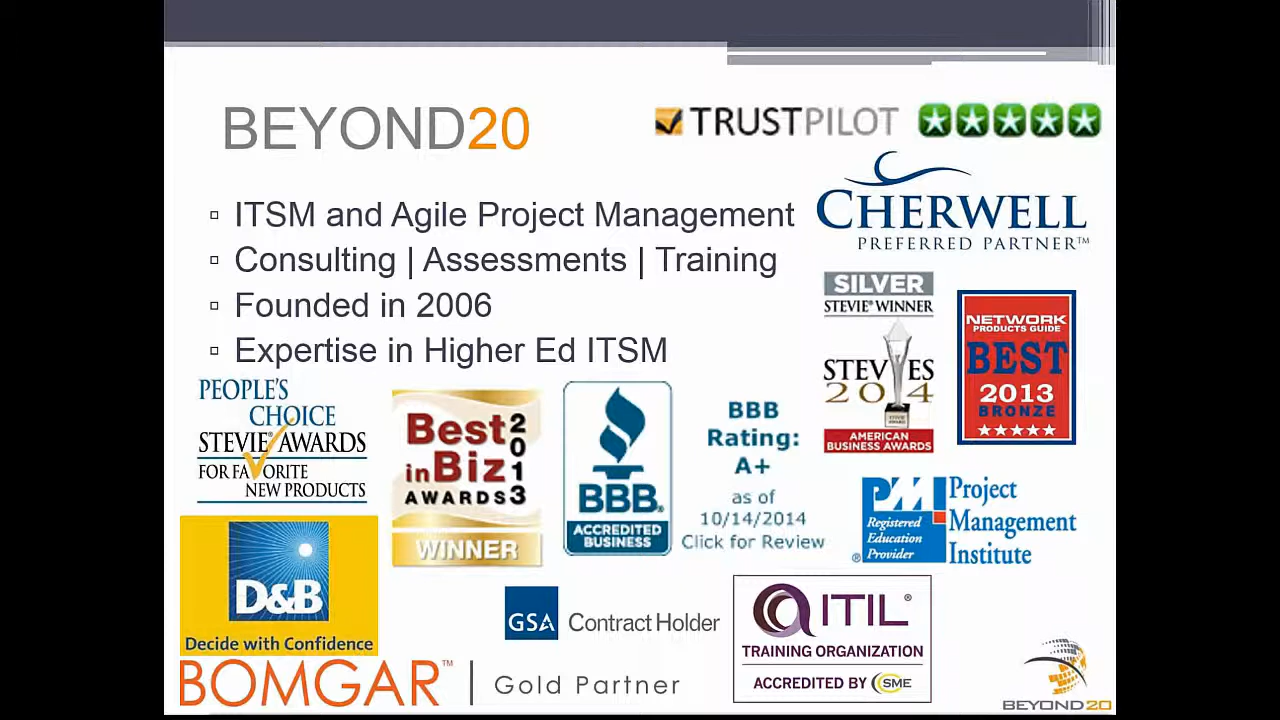 BEYOND20
TRUSTPILOT
▫ ITSM and Agile Project Management
▫ Consulting | Assessments | Training
▫ Founded in 2006
▫ Expertise in Higher Ed ITSM
CHERWELL
PREFERRED PARTNER™
SILVER
STEVIE® WINNER
STEVIES
2014
AMERICAN
BUSINESS AWARDS
NETWORK
PRODUCTS GUIDE
BEST
2013
BRONZE
PEOPLE'S
CHOICE
STEVIE® AWARDS
FOR FAVORITE
NEW PRODUCTS
Best
in Biz
AWARDS
2013
WINNER
BBB®
ACCREDITED
BUSINESS
BBB
Rating:
A+
as of
10/14/2014
Click for Review
PMI
Registered
Education
® Provider
Project
Management
Institute
D&B
Decide with Confidence
GSA Contract Holder
ITIL®
TRAINING ORGANIZATION
ACCREDITED BY SME
BOMGAR™ | Gold Partner
BEYOND20